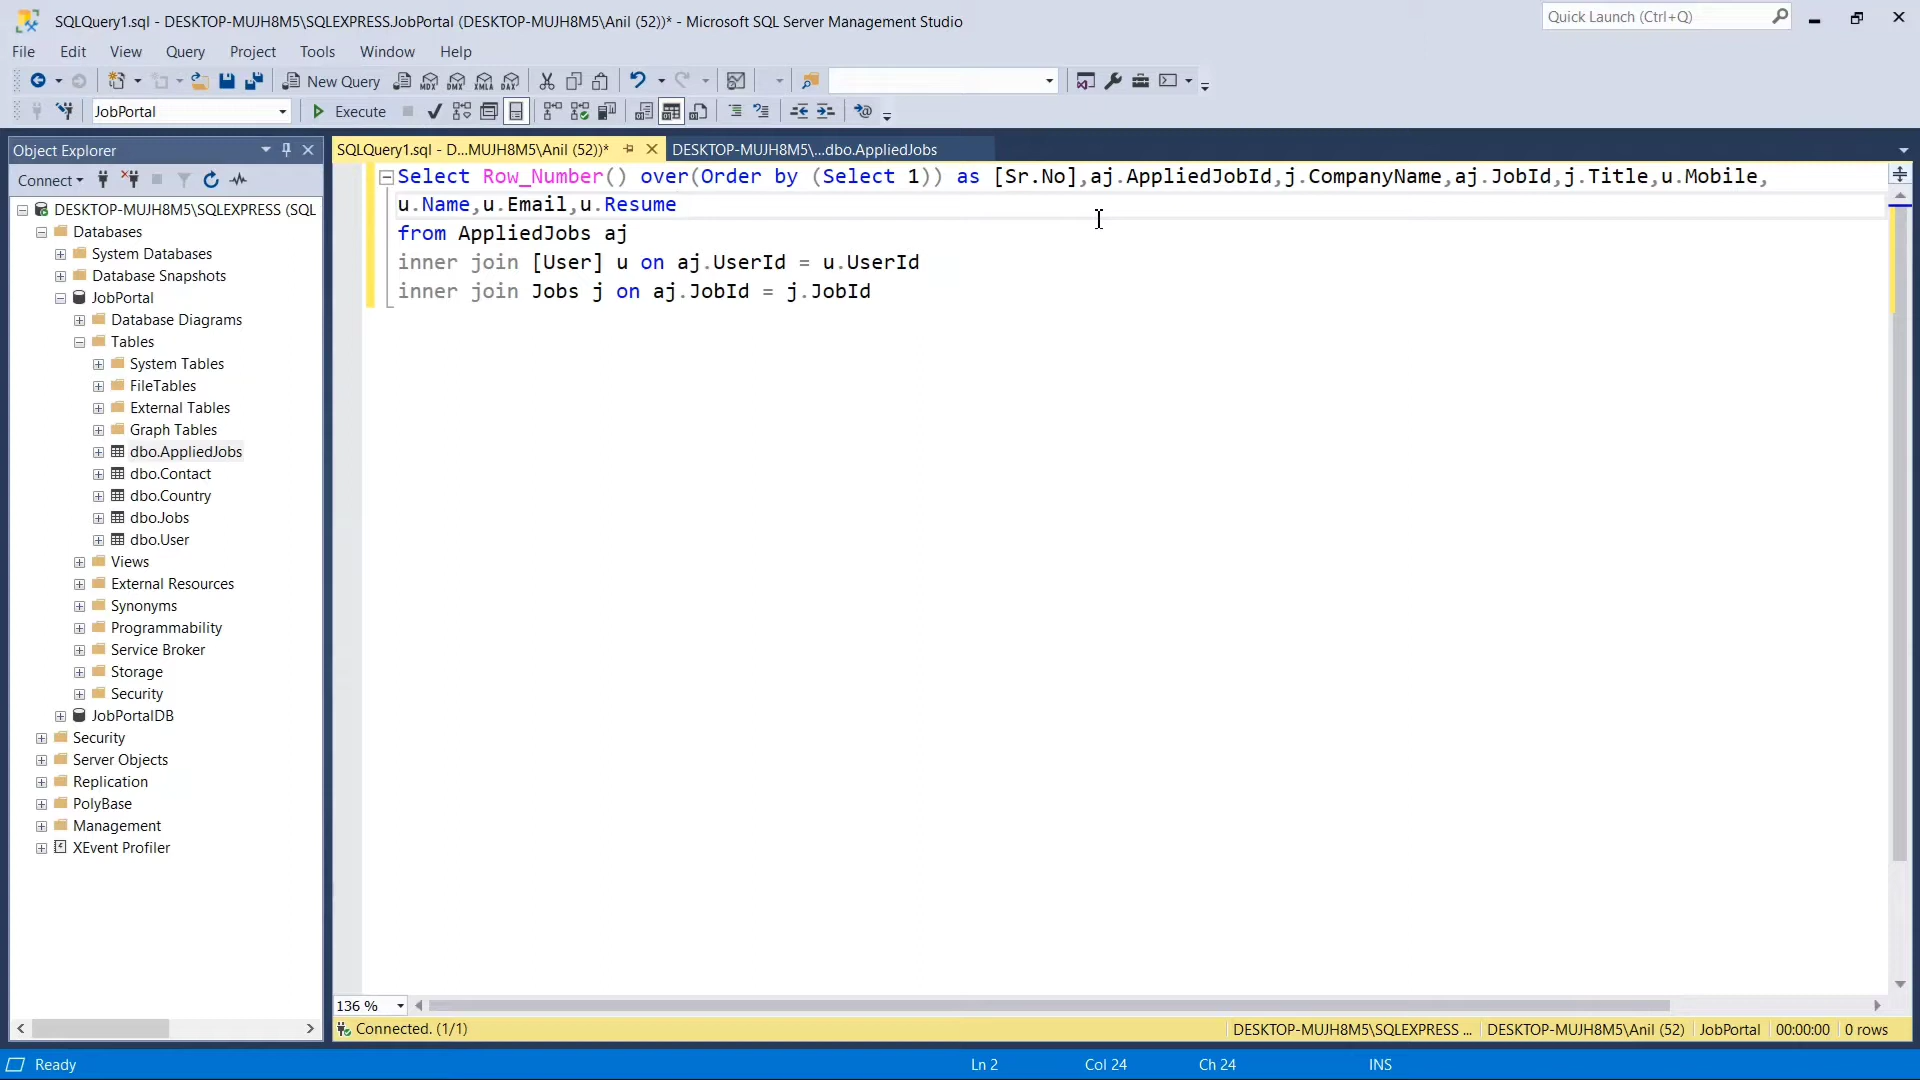 SQLQuery1.sql - DESKTOP-MUJH8M5\SQLEXPRESS.JobPortal (DESKTOP-MUJH8M5\Anil (52))* - Microsoft SQL Server Management Studio
Quick Launch (Ctrl+Q)
File Edit View Query Project Tools Window Help
New Query MDX DMX XMLA DAX
JobPortal Execute
Object Explorer
SQLQuery1.sql - D...MUJH8M5\Anil (52))*
DESKTOP-MUJH8M5\...dbo.AppliedJobs
Connect
DESKTOP-MUJH8M5\SQLEXPRESS (SQL
Databases
System Databases
Database Snapshots
JobPortal
Database Diagrams
Tables
System Tables
FileTables
External Tables
Graph Tables
dbo.AppliedJobs
dbo.Contact
dbo.Country
dbo.Jobs
dbo.User
Views
External Resources
Synonyms
Programmability
Service Broker
Storage
Security
JobPortalDB
Security
Server Objects
Replication
PolyBase
Management
XEvent Profiler
Select Row_Number() over(Order by (Select 1)) as [Sr.No],aj.AppliedJobId,j.CompanyName,aj.JobId,j.Title,u.Mobile,
u.Name,u.Email,u.Resume
from AppliedJobs aj
inner join [User] u on aj.UserId = u.UserId
inner join Jobs j on aj.JobId = j.JobId
136 %
Connected. (1/1)
DESKTOP-MUJH8M5\SQLEXPRESS ... DESKTOP-MUJH8M5\Anil (52) JobPortal 00:00:00 0 rows
Ready Ln 2 Col 24 Ch 24 INS